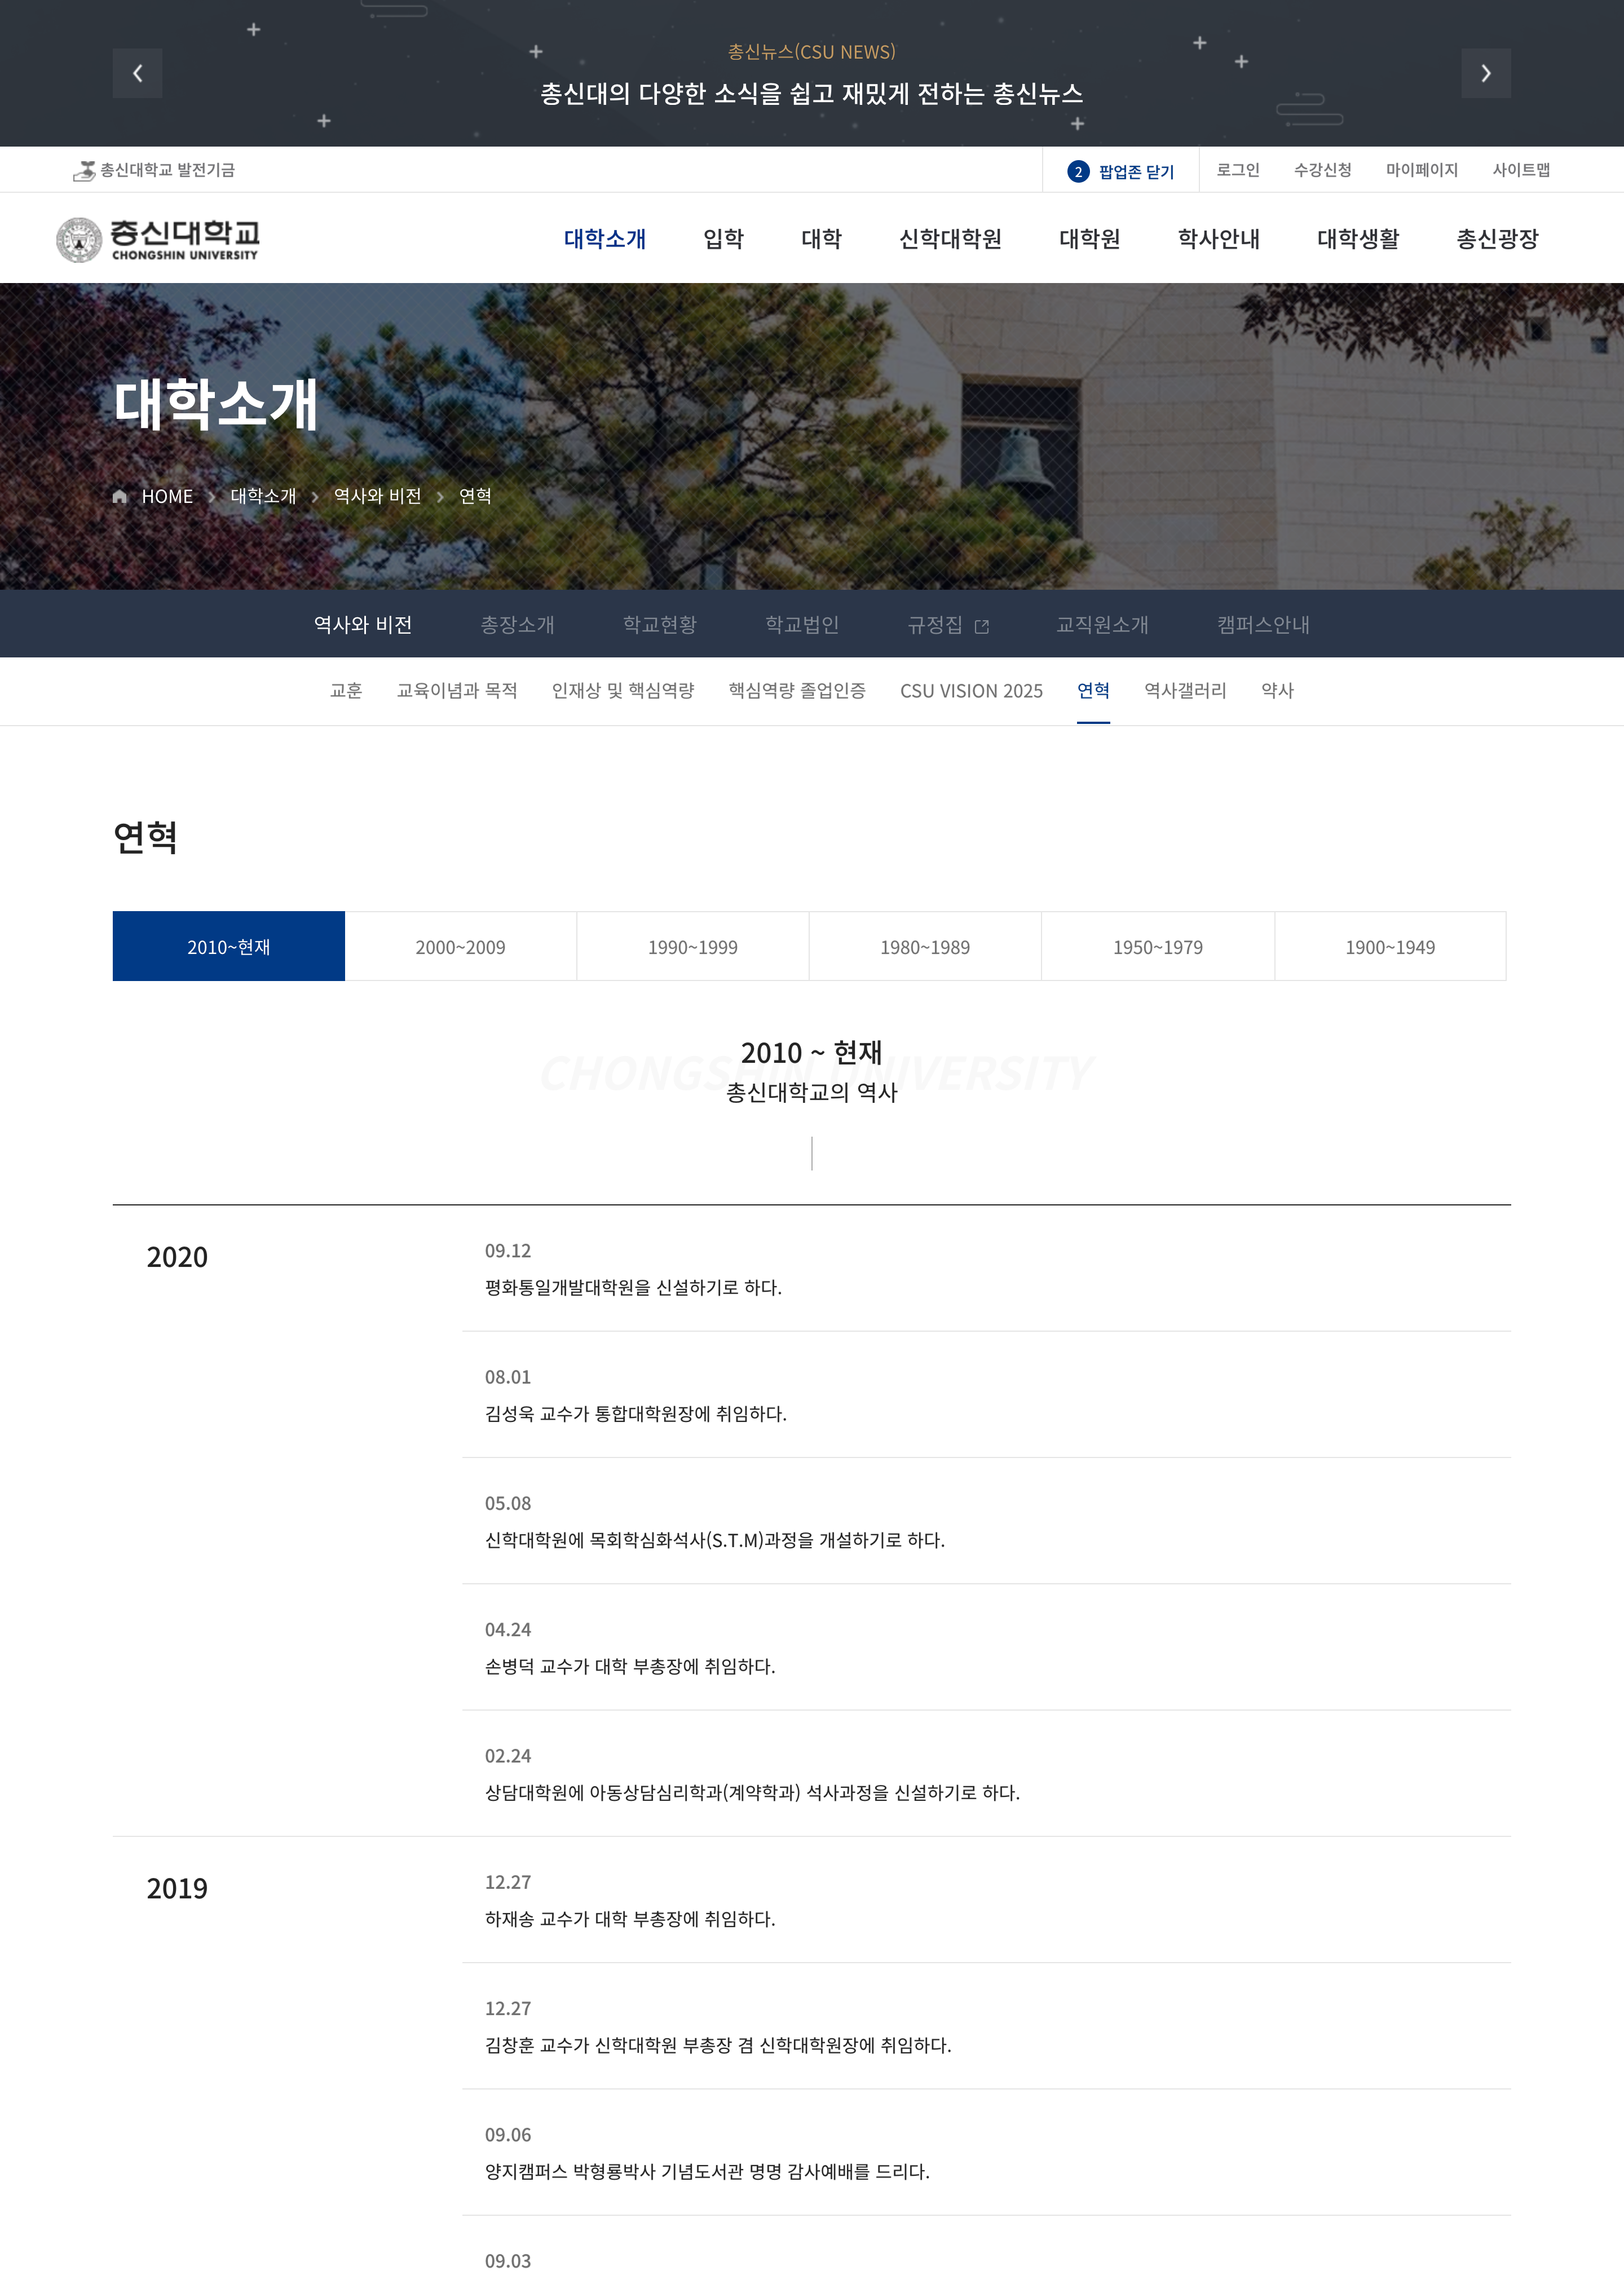 총신뉴스(CSU NEWS)
총신대의 다양한 소식을 쉽고 재밌게 전하는 총신뉴스
총신대학교 발전기금
2 팝업존 닫기 로그인 수강신청 마이페이지 사이트맵
총신대학교
CHONGSHIN UNIVERSITY
대학소개 입학 대학 신학대학원 대학원 학사안내 대학생활 총신광장
대학소개
HOME 대학소개 역사와 비전 연혁
역사와 비전 총장소개 학교현황 학교법인 규정집 교직원소개 캠퍼스안내
교훈 교육이념과 목적 인재상 및 핵심역량 핵심역량 졸업인증 CSU VISION 2025 연혁 역사갤러리 약사
연혁
2010~현재 2000~2009 1990~1999 1980~1989 1950~1979 1900~1949
CHONGSHIN UNIVERSITY
2010 ~ 현재
총신대학교의 역사
2020
09.12
평화통일개발대학원을 신설하기로 하다.
08.01
김성욱 교수가 통합대학원장에 취임하다.
05.08
신학대학원에 목회학심화석사(S.T.M)과정을 개설하기로 하다.
04.24
손병덕 교수가 대학 부총장에 취임하다.
02.24
상담대학원에 아동상담심리학과(계약학과) 석사과정을 신설하기로 하다.
2019
12.27
하재송 교수가 대학 부총장에 취임하다.
12.27
김창훈 교수가 신학대학원 부총장 겸 신학대학원장에 취임하다.
09.06
양지캠퍼스 박형룡박사 기념도서관 명명 감사예배를 드리다.
09.03